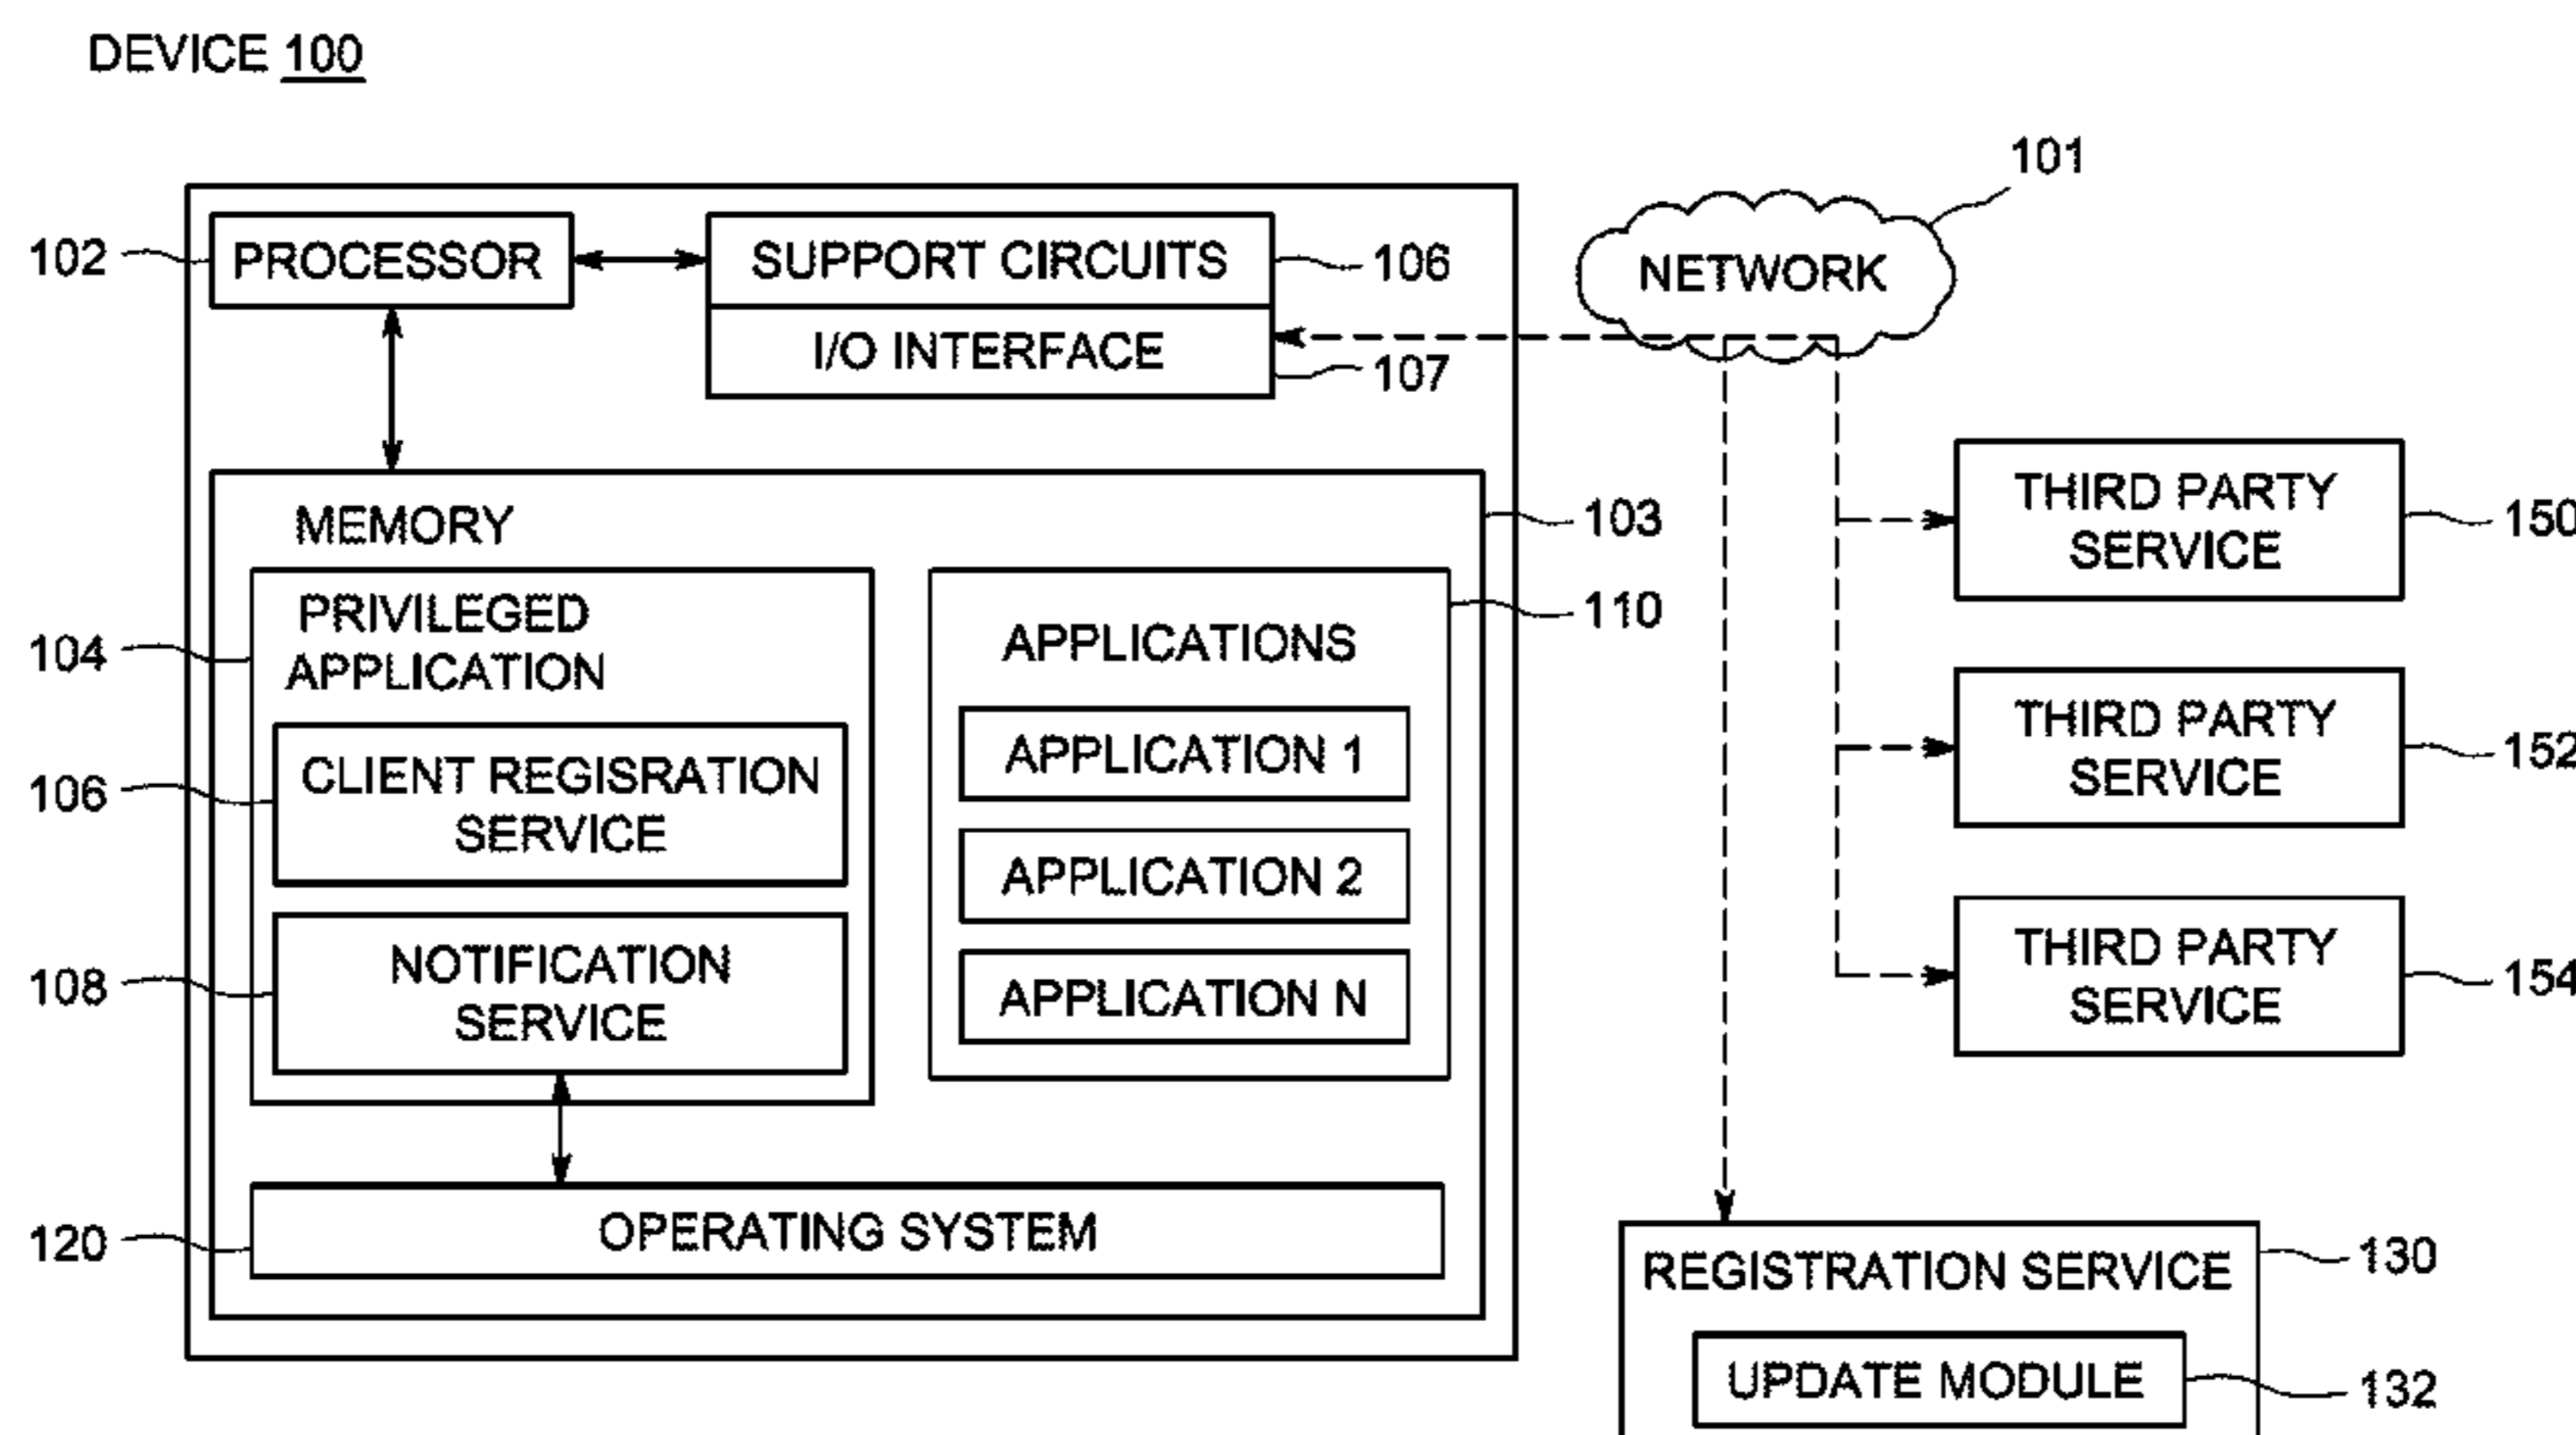 DEVICE 100
101
102
PROCESSOR
SUPPORT CIRCUITS
106
I/O INTERFACE
107
NETWORK
MEMORY
103
PRIVILEGED
APPLICATION
104
CLIENT REGISRATION
SERVICE
106
NOTIFICATION
SERVICE
108
APPLICATIONS
110
APPLICATION 1
APPLICATION 2
APPLICATION N
OPERATING SYSTEM
120
THIRD PARTY
SERVICE
150
THIRD PARTY
SERVICE
152
THIRD PARTY
SERVICE
154
REGISTRATION SERVICE
130
UPDATE MODULE
132